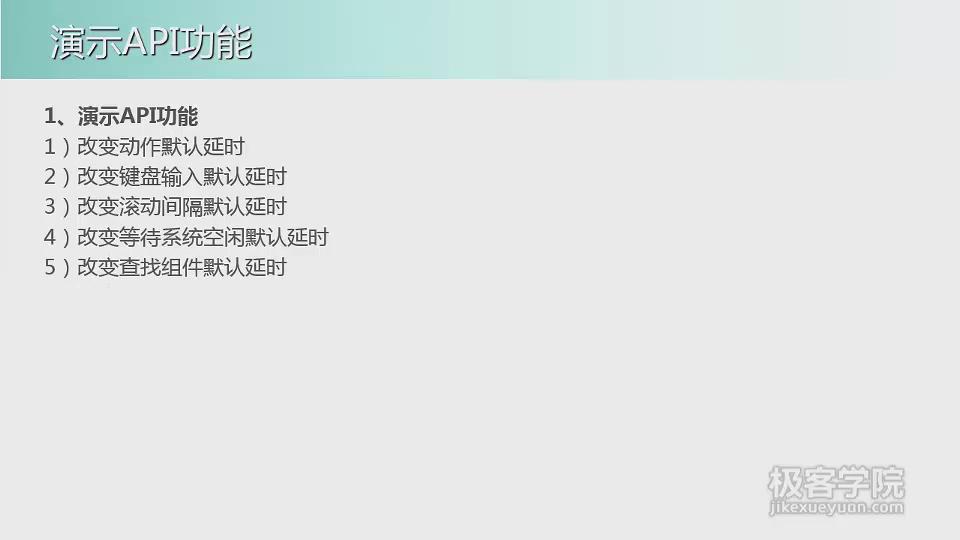 演示API功能
1、演示API功能
1）改变动作默认延时
2）改变键盘输入默认延时
3）改变滚动间隔默认延时
4）改变等待系统空闲默认延时
5）改变查找组件默认延时
极客学院
jikexueyuan.com